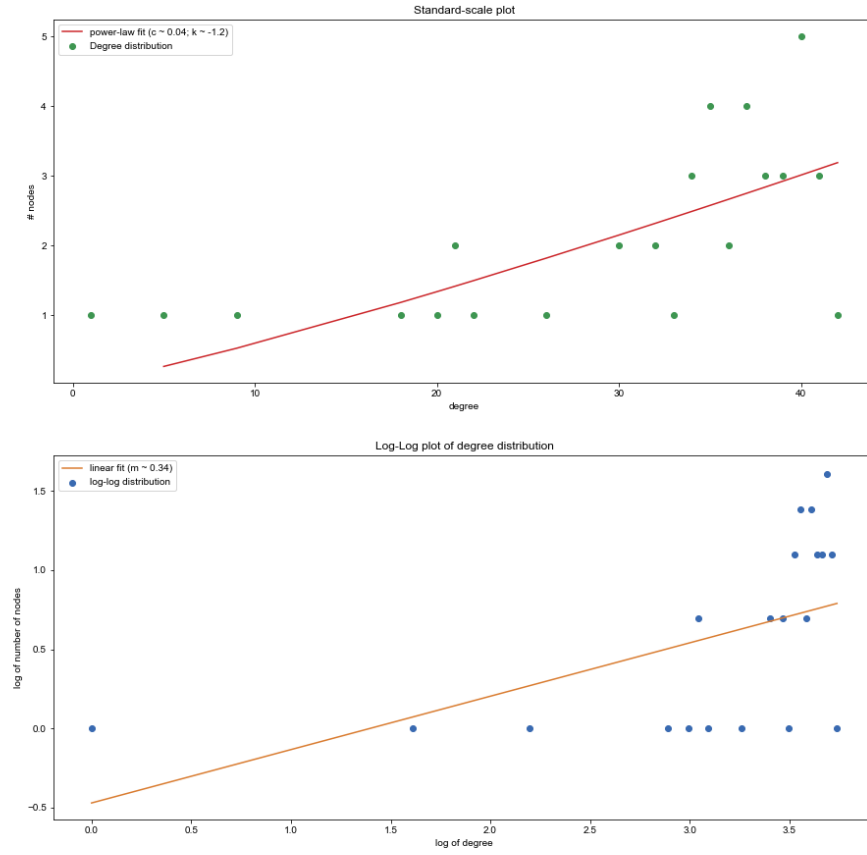 Standard-scale plot
power-law fit (c ~ 0.04; k ~ -1.2)
Degree distribution
5
4
3
2
1
# nodes
0
10
20
30
40
degree
Log-Log plot of degree distribution
linear fit (m ~ 0.34)
log-log distribution
1.5
1.0
0.5
0.0
−0.5
log of number of nodes
0.0
0.5
1.0
1.5
2.0
2.5
3.0
3.5
log of degree